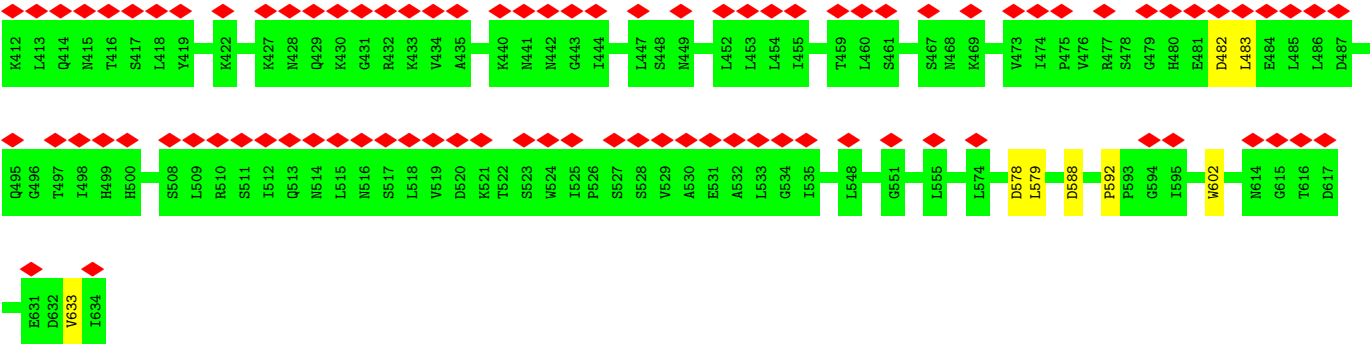 K412 L413 Q414 N415 T416 S417 L418 Y419 K422 K427 N428 Q429 K430 G431 R432 K433 V434 A435 K440 N441 N442 G443 I444 L447 S448 N449 L452 L453 L454 I455 T459 L460 S461 S467 N468 K469 V473 I474 P475 V476 R477 S478 G479 H480 E481 D482 L483 E484 L485 L486 D487
Q495 G496 T497 I498 H499 H500 S508 L509 R510 S511 I512 Q513 N514 L515 N516 S517 L518 V519 D520 K521 T522 S523 W524 I525 P526 S527 S528 V529 A530 E531 A532 L533 G534 I535 L548 G551 L555 L574 D578 L579 D588 P592 P593 G594 I595 W602 N614 G615 T616 D617
E631 D632 V633 I634